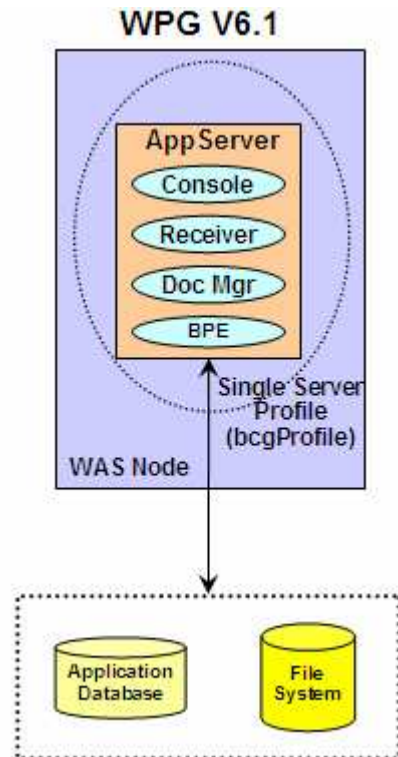 WPG V6.1
AppServer
Console
Receiver
Doc Mgr
BPE
Single Server
Profile
(bcgProfile)
WAS Node
Application
Database
File
System